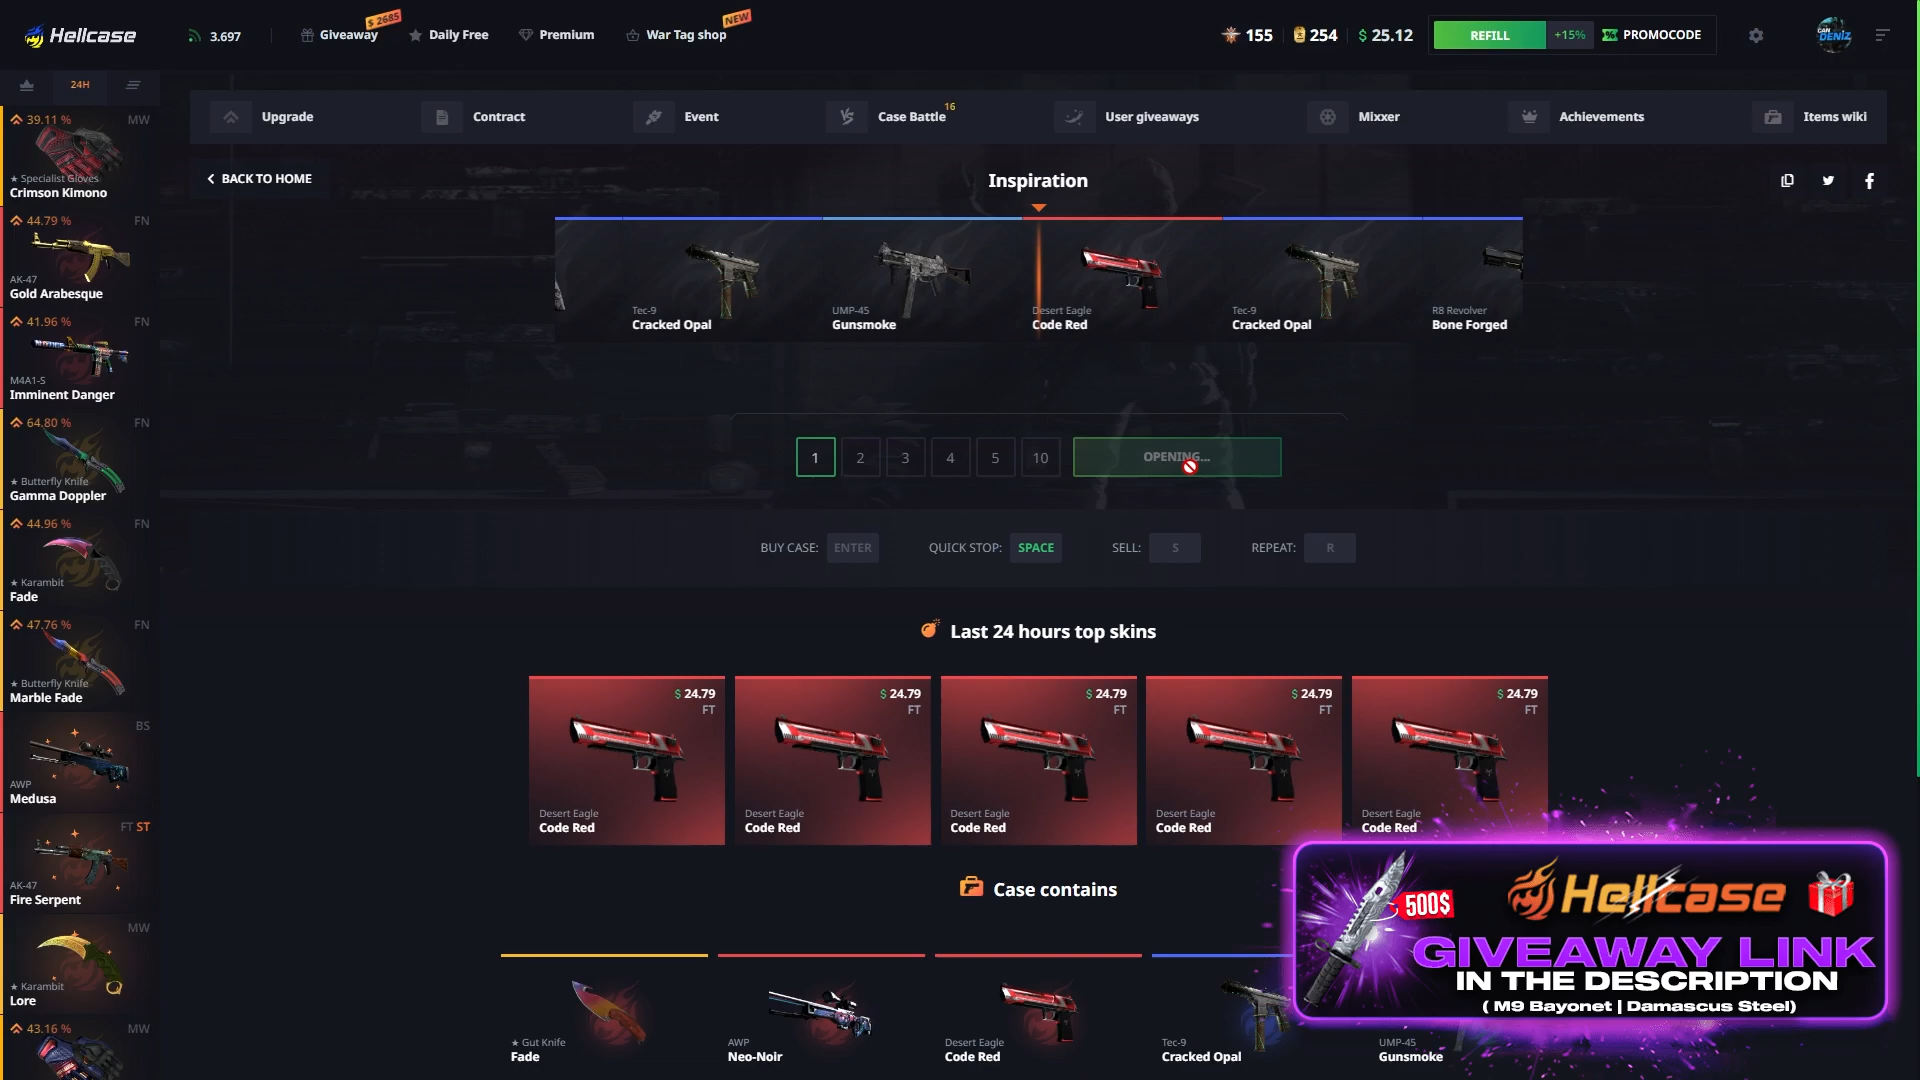 Hellcase
3.697
Giveaway
$ 2685
Daily Free
Premium
War Tag shop
NEW
155
254
$ 25.12
REFILL
+15%
PROMOCODE
CAN DENİZ
24H
Upgrade
Contract
Event
Case Battle
16
User giveaways
Mixxer
Achievements
Items wiki
BACK TO HOME
Inspiration
39.11 %
MW
★ Specialist Gloves
Crimson Kimono
44.79 %
FN
AK-47
Gold Arabesque
41.96 %
FN
M4A1-S
Imminent Danger
64.80 %
FN
★ Butterfly Knife
Gamma Doppler
44.96 %
FN
★ Karambit
Fade
47.76 %
FN
★ Butterfly Knife
Marble Fade
BS
AWP
Medusa
FT ST
AK-47
Fire Serpent
MW
★ Karambit
Lore
43.16 %
MW
Tec-9
Cracked Opal
UMP-45
Gunsmoke
Desert Eagle
Code Red
Tec-9
Cracked Opal
R8 Revolver
Bone Forged
1
2
3
4
5
10
OPENING...
BUY CASE:
ENTER
QUICK STOP:
SPACE
SELL:
S
REPEAT:
R
Last 24 hours top skins
$ 24.79
FT
Desert Eagle
Code Red
$ 24.79
FT
Desert Eagle
Code Red
$ 24.79
FT
Desert Eagle
Code Red
$ 24.79
FT
Desert Eagle
Code Red
$ 24.79
FT
Desert Eagle
Code Red
Case contains
★ Gut Knife
Fade
AWP
Neo-Noir
Desert Eagle
Code Red
Tec-9
Cracked Opal
UMP-45
Gunsmoke
500$
Hellcase
GIVEAWAY LINK
IN THE DESCRIPTION
( M9 Bayonet | Damascus Steel)